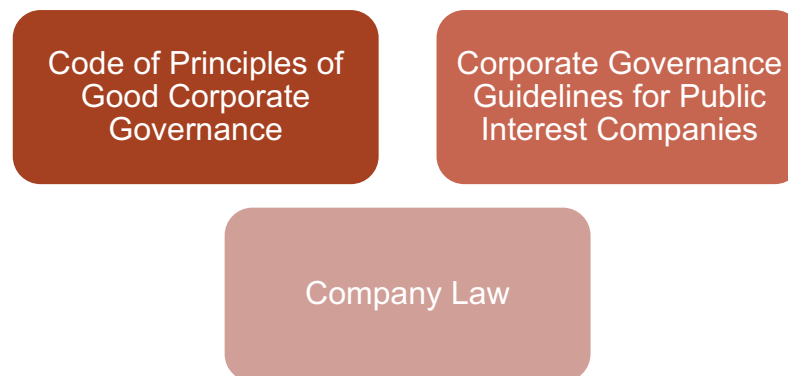 Code of Principles of
Good Corporate
Governance
Corporate Governance
Guidelines for Public
Interest Companies
Company Law